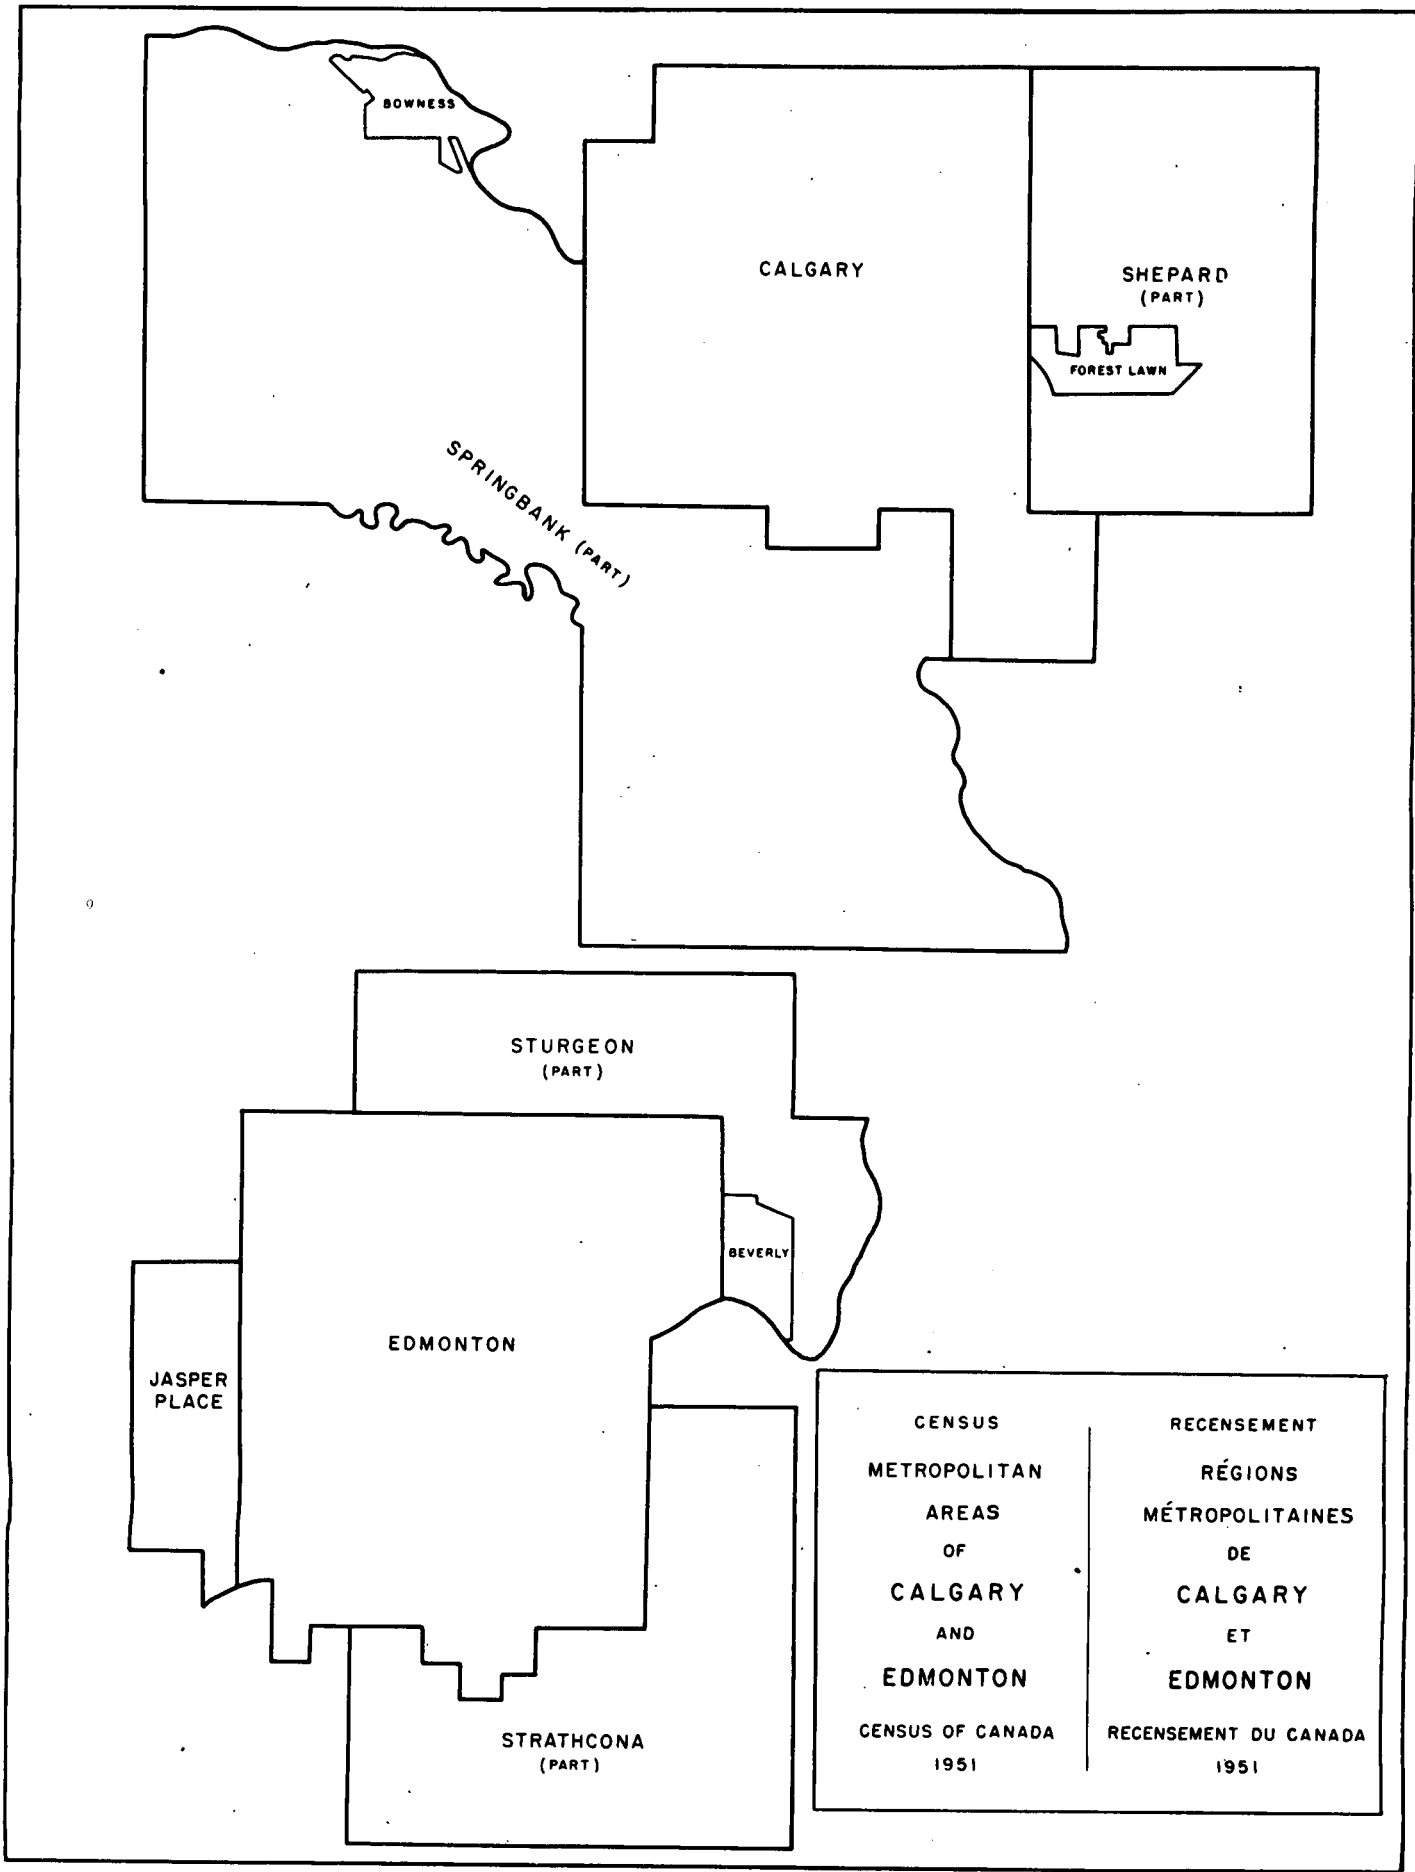 BOWNESS
CALGARY
SHEPARD
(PART)
FOREST LAWN
SPRINGBANK (PART)
STURGEON
(PART)
BEVERLY
EDMONTON
JASPER
PLACE
STRATHCONA
(PART)
CENSUS
METROPOLITAN
AREAS
OF
CALGARY
AND
EDMONTON
CENSUS OF CANADA
1951
RECENSEMENT
RÉGIONS
MÉTROPOLITAINES
DE
CALGARY
ET
EDMONTON
RECENSEMENT DU CANADA
1951